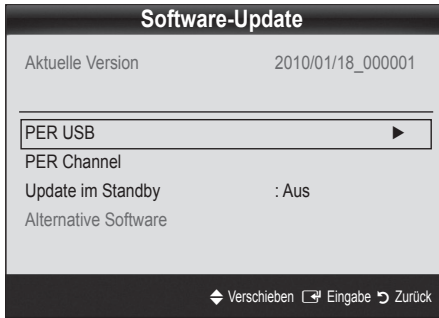 Software-Update
Aktuelle Version 2010/01/18_000001
PER USB ▶
PER Channel
Update im Standby : Aus
Alternative Software
Verschieben Eingabe Zurück